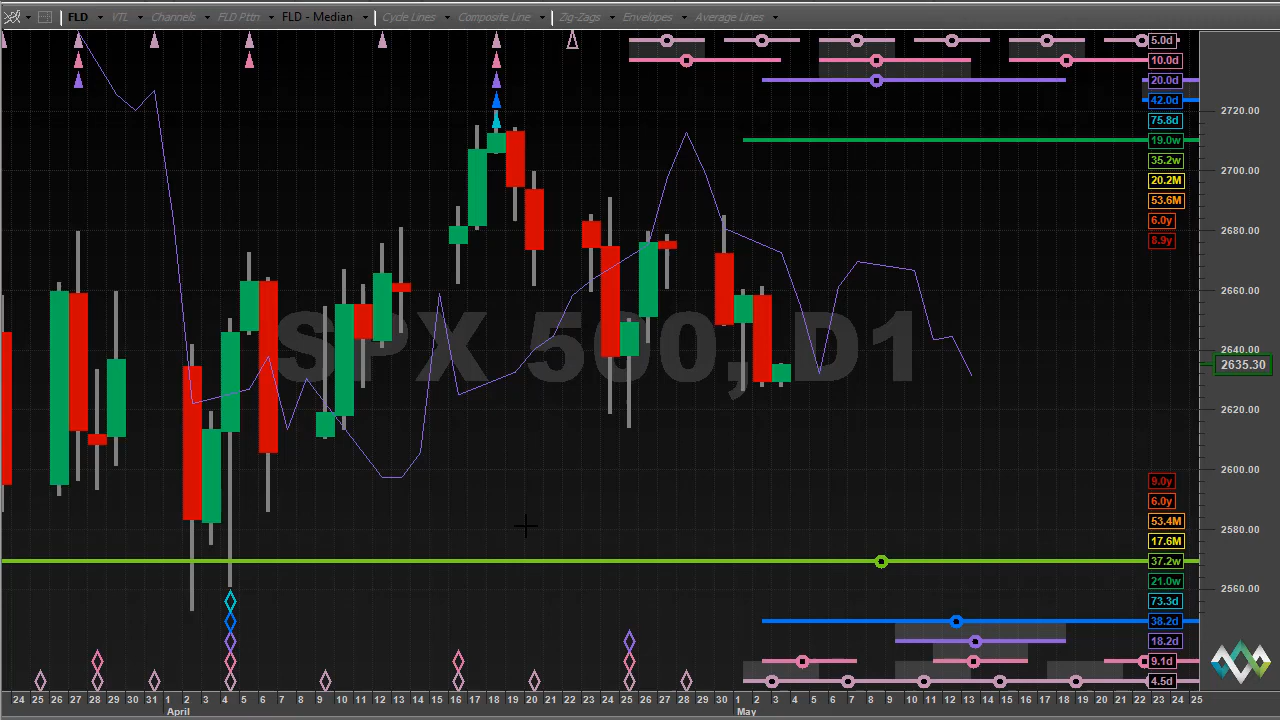 FLD VTL Channels FLD Pttrn FLD - Median Cycle Lines Composite Line Zig-Zags Envelopes Average Lines
5.0d
10.0d
20.0d
42.0d
75.8d
19.0w
35.2w
20.2M
53.6M
6.0y
8.9y
2720.00
2700.00
2680.00
2660.00
2640.00
2635.30
2620.00
2600.00
2580.00
2560.00
SPX 500, D1
9.0y
6.0y
53.4M
17.6M
37.2w
21.0w
73.3d
38.2d
18.2d
9.1d
4.5d
24 25 26 27 28 29 30 31 1 2 3 4 5 6 7 9 10 11 12 13 14 15 16 17 18 19 20 21 22 23 24 25 26 27 28 29 30 1 2 3 4 5 6 7 8 9 10 11 12 13 14 15 16 17 18 19 20 21 22 23 24 25
April May